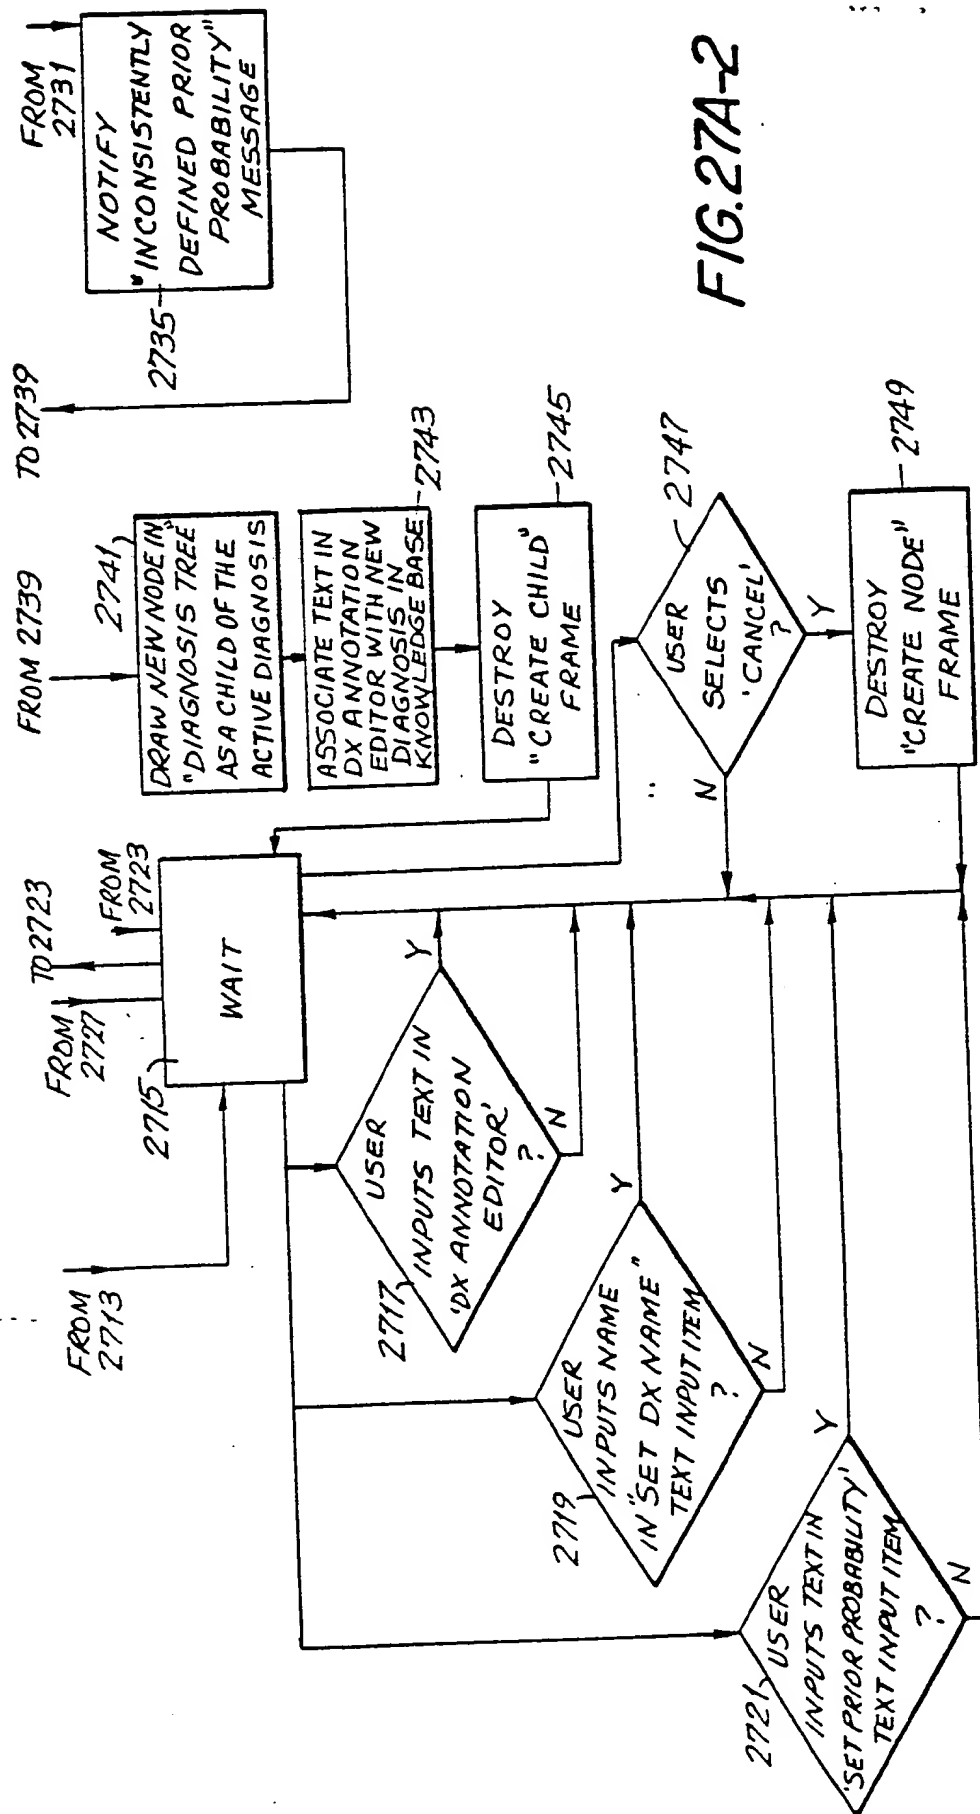 FROM
2713
FROM
2727
TO 2723
FROM
2723
2715
WAIT
FROM 2739
TO 2739
FROM
2731
2741
DRAW NEW NODE IN
"DIAGNOSIS TREE"
AS A CHILD OF THE
ACTIVE DIAGNOSIS
ASSOCIATE TEXT IN
DX ANNOTATION
EDITOR WITH NEW
DIAGNOSIS IN
KNOWLEDGE BASE
2743
DESTROY
"CREATE CHILD"
FRAME
2745
NOTIFY
"INCONSISTENTLY
DEFINED PRIOR
PROBABILITY"
MESSAGE
2735
2717
USER
INPUTS TEXT IN
'DX ANNOTATION
EDITOR'
?
Y
N
2719
USER
INPUTS NAME
IN "SET DX NAME"
TEXT INPUT ITEM
?
Y
N
2721
USER
INPUTS TEXT IN
'SET PRIOR PROBABILITY'
TEXT INPUT ITEM
?
Y
N
2747
USER
SELECTS
'CANCEL'
?
N
Y
DESTROY
"CREATE NODE"
FRAME
2749
FIG.27A-2